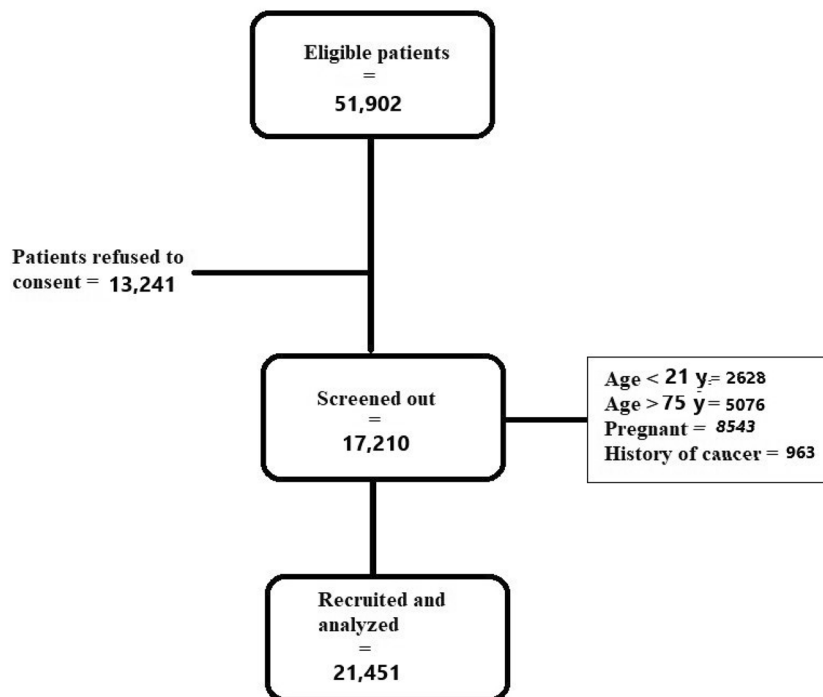 Eligible patients
=
51,902
Patients refused to
consent = 13,241
Screened out
=
17,210
Age < 21 y= 2628
Age > 75 y= 5076
Pregnant = 8543
History of cancer = 963
Recruited and
analyzed
=
21,451